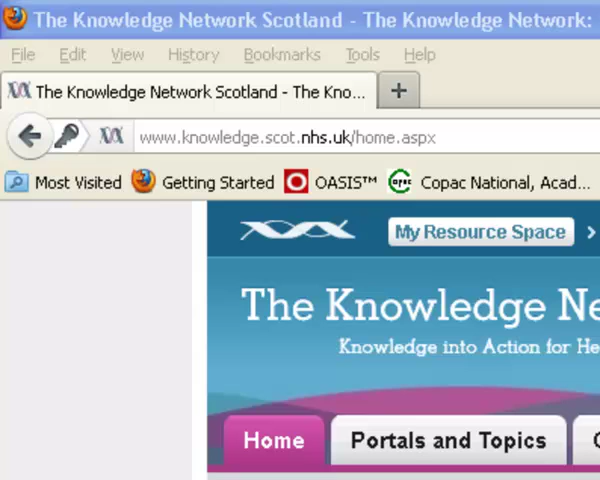 The Knowledge Network Scotland - The Knowledge Network:
File Edit View History Bookmarks Tools Help
The Knowledge Network Scotland - The Kno... +
www.knowledge.scot.nhs.uk/home.aspx
Most Visited Getting Started OASIS™ Copac National, Acad...
My Resource Space >
The Knowledge Ne
Knowledge into Action for He
Home Portals and Topics